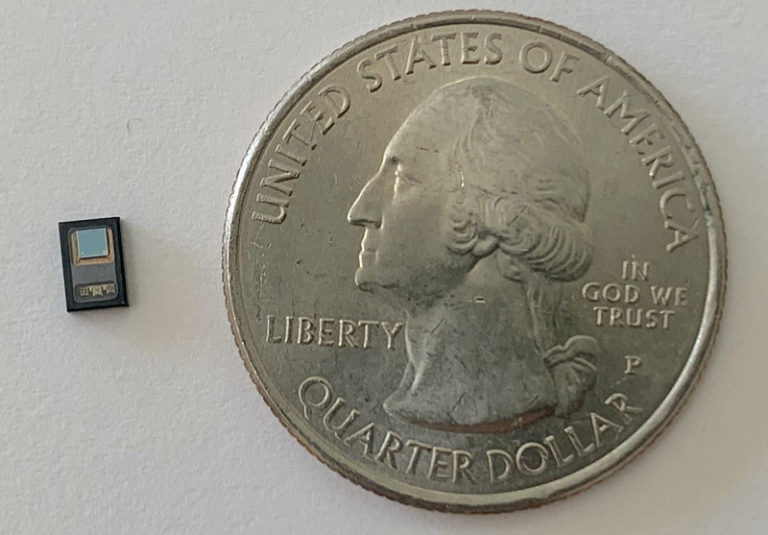 UNITED STATES OF AMERICA
LIBERTY
IN
GOD WE
TRUST
P
QUARTER DOLLAR